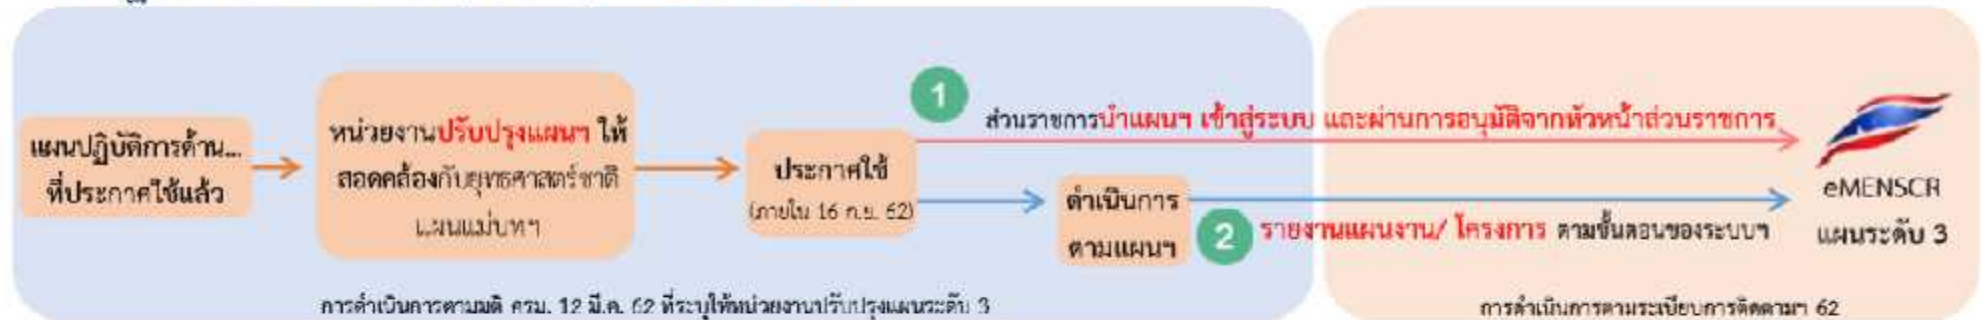 แผนปฏิบัติการด้าน...
ที่ประกาศใช้แล้ว
หน่วยงานปรับปรุงแผนฯ ให้
สอดคล้องกับยุทธศาสตร์ชาติ
แผนแม่บทฯ
ประกาศใช้
(ภายใน 16 ก.ย. 62)
1
ส่วนราชการนำแผนฯ เข้าสู่ระบบ และผ่านการอนุมัติจากหัวหน้าส่วนราชการ
ดำเนินการ
ตามแผนฯ
2
รายงานแผนงาน/ โครงการ ตามขั้นตอนของระบบฯ
eMENSCR
แผนระดับ 3
การดำเนินการตามมติ ครม. 12 มี.ค. 62 ที่ระบุให้หน่วยงานปรับปรุงแผนระดับ 3
การดำเนินการตามระเบียบการติดตามฯ 62